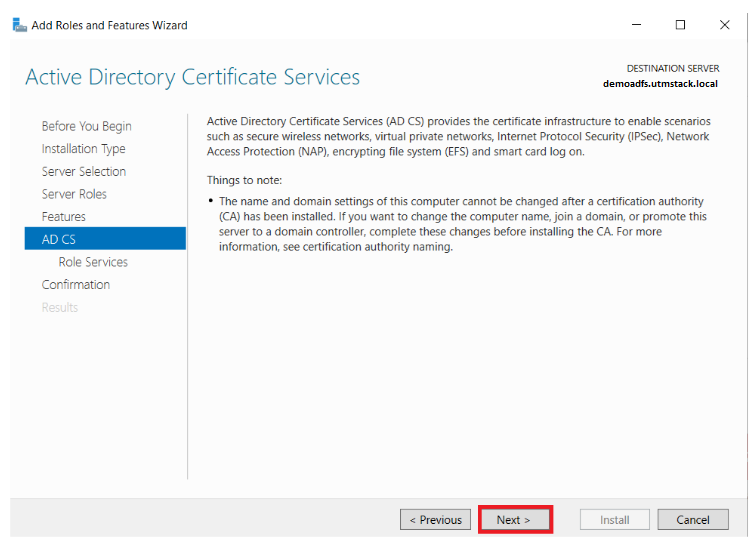 Add Roles and Features Wizard
Active Directory Certificate Services
DESTINATION SERVER
demoadfs.utmstack.local
Before You Begin
Installation Type
Server Selection
Server Roles
Features
AD CS
Role Services
Confirmation
Results
Active Directory Certificate Services (AD CS) provides the certificate infrastructure to enable scenarios
such as secure wireless networks, virtual private networks, Internet Protocol Security (IPSec), Network
Access Protection (NAP), encrypting file system (EFS) and smart card log on.
Things to note:
• The name and domain settings of this computer cannot be changed after a certification authority
(CA) has been installed. If you want to change the computer name, join a domain, or promote this
server to a domain controller, complete these changes before installing the CA. For more
information, see certification authority naming.
< Previous
Next >
Install
Cancel